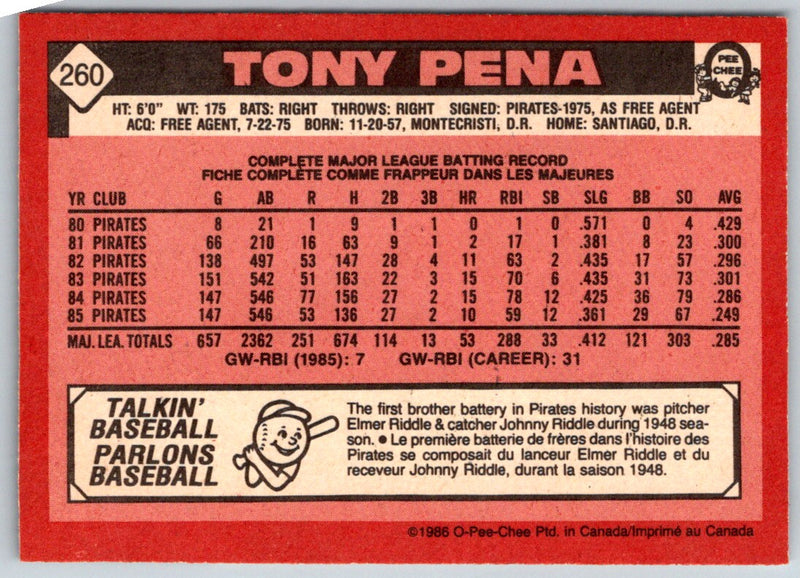 260
TONY PENA
O
PEE
CHEE
HT: 6'0" WT: 175 BATS: RIGHT THROWS: RIGHT SIGNED: PIRATES-1975, AS FREE AGENT
ACQ: FREE AGENT, 7-22-75 BORN: 11-20-57, MONTECRISTI, D.R. HOME: SANTIAGO, D.R.
COMPLETE MAJOR LEAGUE BATTING RECORD
FICHE COMPLÈTE COMME FRAPPEUR DANS LES MAJEURES
YR CLUB G AB R H 2B 3B HR RBI SB SLG BB SO AVG
80 PIRATES 8 21 1 9 1 1 0 1 0 .571 0 4 .429
81 PIRATES 66 210 16 63 9 1 2 17 1 .381 8 23 .300
82 PIRATES 138 497 53 147 28 4 11 63 2 .435 17 57 .296
83 PIRATES 151 542 51 163 22 3 15 70 6 .435 31 73 .301
84 PIRATES 147 546 77 156 27 2 15 78 12 .425 36 79 .286
85 PIRATES 147 546 53 136 27 2 10 59 12 .361 29 67 .249
MAJ. LEA. TOTALS 657 2362 251 674 114 13 53 288 33 .412 121 303 .285
GW-RBI (1985): 7 GW-RBI (CAREER): 31
TALKIN'
BASEBALL
PARLONS
BASEBALL
The first brother battery in Pirates history was pitcher
Elmer Riddle & catcher Johnny Riddle during 1948 sea-
son. • Le première batterie de frères dans l'histoire des
Pirates se composait du lanceur Elmer Riddle et du
receveur Johnny Riddle, durant la saison 1948.
©1986 O-Pee-Chee Ptd. in Canada/Imprimé au Canada